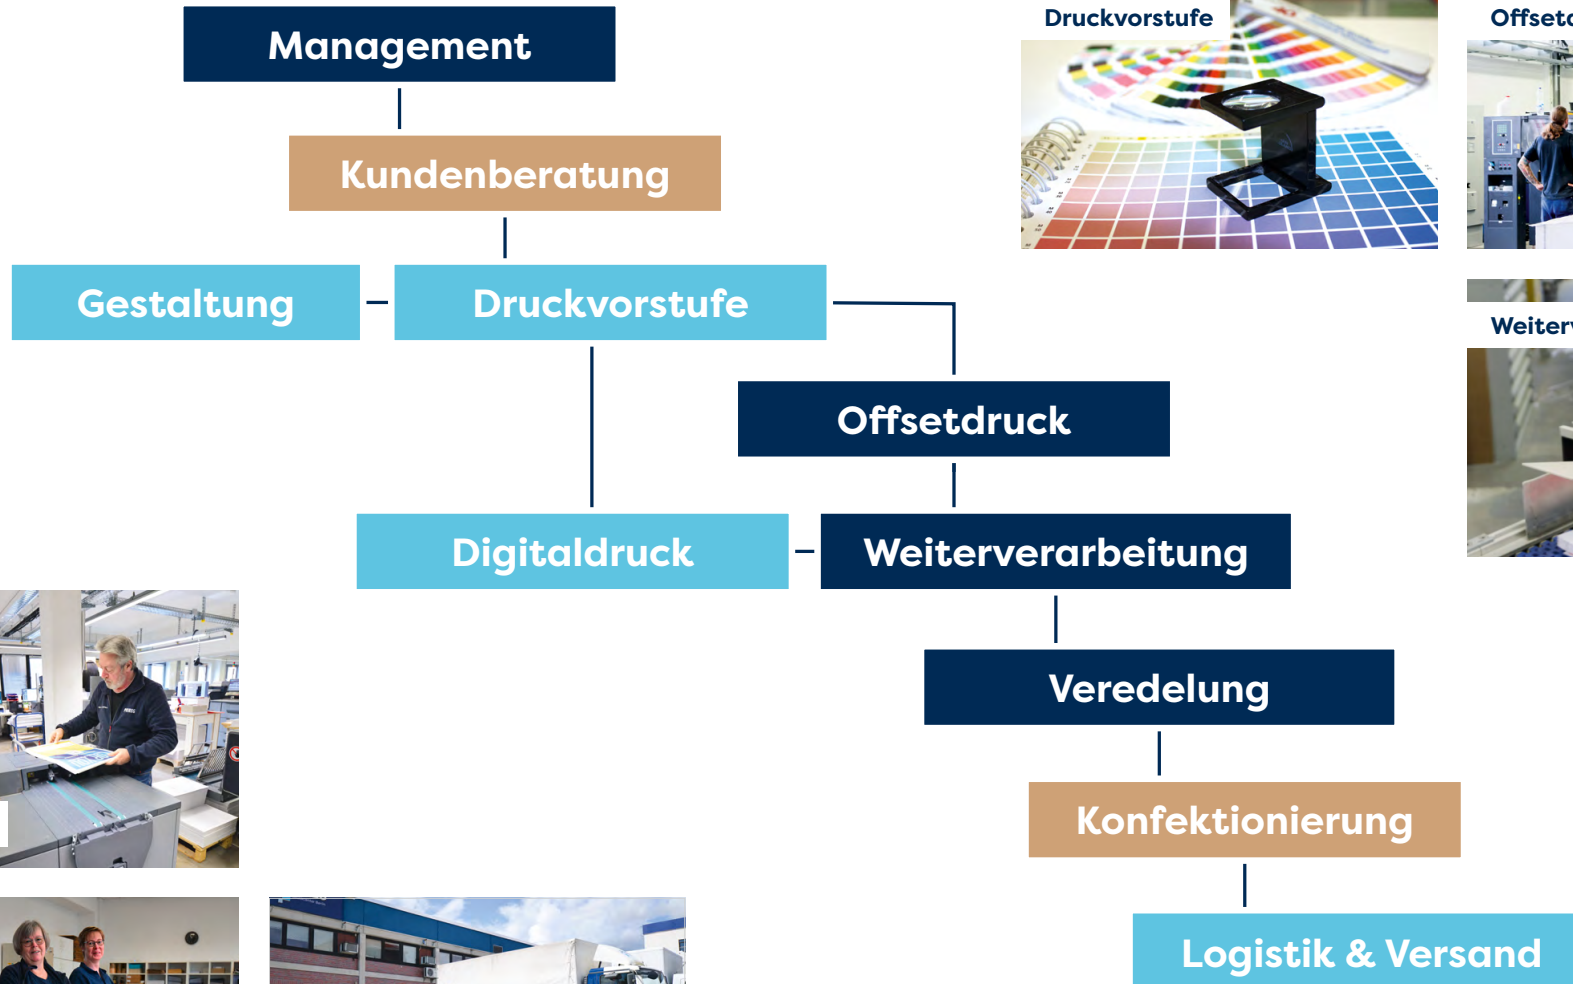 Management
Druckvorstufe
Kundenberatung
Gestaltung
Druckvorstufe
Offsetdruck
Digitaldruck
Weiterverarbeitung
Veredelung
Konfektionierung
Logistik & Versand